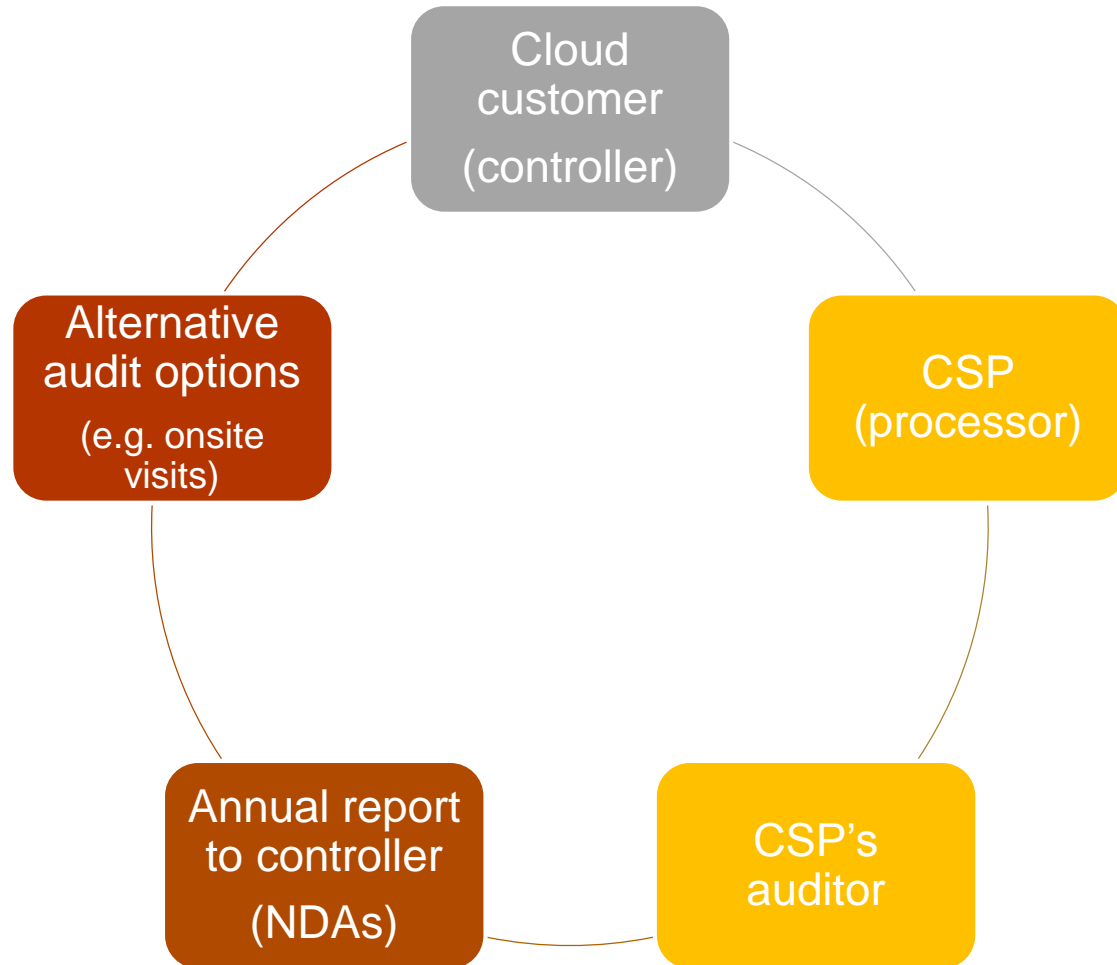 Cloud
customer
(controller)
CSP
(processor)
CSP’s
auditor
Annual report
to controller
(NDAs)
Alternative
audit options
(e.g. onsite
visits)